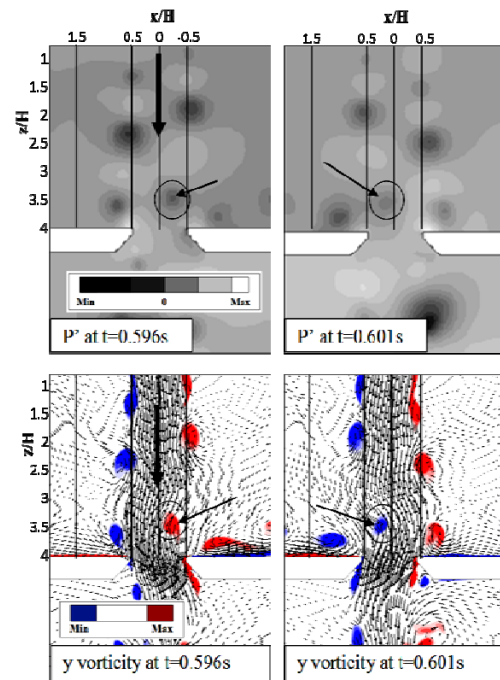 x/H x/H
1.5 0.5 0 -0.5 1.5 0.5 0 -0.5
z/H
1
2
2.5
3
3.5
4
Min 0 Max
P' at t=0.596s P' at t=0.601s
z/H
1
1.5
2
2.5
3
3.5
4
Min Max
y vorticity at t=0.596s y vorticity at t=0.601s